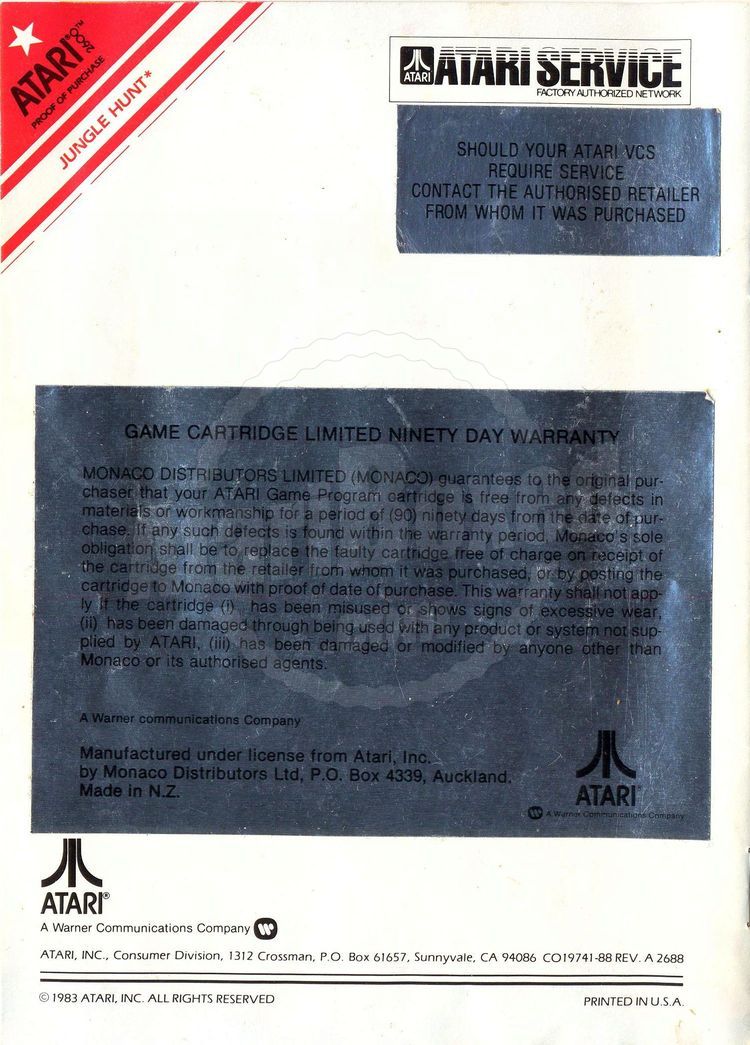 ATARI® 2600™
PROOF OF PURCHASE
JUNGLE HUNT*
ATARI
ATARI SERVICE
FACTORY AUTHORIZED NETWORK
SHOULD YOUR ATARI VCS
REQUIRE SERVICE
CONTACT THE AUTHORISED RETAILER
FROM WHOM IT WAS PURCHASED
GAME CARTRIDGE LIMITED NINETY DAY WARRANTY
MONACO DISTRIBUTORS LIMITED (MONACO) guarantees to the original pur-
chaser that your ATARI Game Program cartridge is free from any defects in
materials or workmanship for a period of (90) ninety days from the date of pur-
chase. If any such defects is found within the warranty period, Monaco's sole
obligation shall be to replace the faulty cartridge free of charge on receipt of
the cartridge from the retailer from whom it was purchased, or by posting the
cartridge to Monaco with proof of date of purchase. This warranty shall not app-
ly if the cartridge (i), has been misused or shows signs of excessive wear,
(ii) has been damaged through being used with any product or system not sup-
plied by ATARI, (iii) has been damaged or modified by anyone other than
Monaco or its authorised agents.
A Warner communications Company
Manufactured under license from Atari, Inc.
by Monaco Distributors Ltd, P.O. Box 4339, Auckland.
Made in N.Z.
ATARI®
A Warner Communications Company
ATARI®
A Warner Communications Company
ATARI, INC., Consumer Division, 1312 Crossman, P.O. Box 61657, Sunnyvale, CA 94086 CO19741-88 REV. A 2688
© 1983 ATARI, INC. ALL RIGHTS RESERVED
PRINTED IN U.S.A.